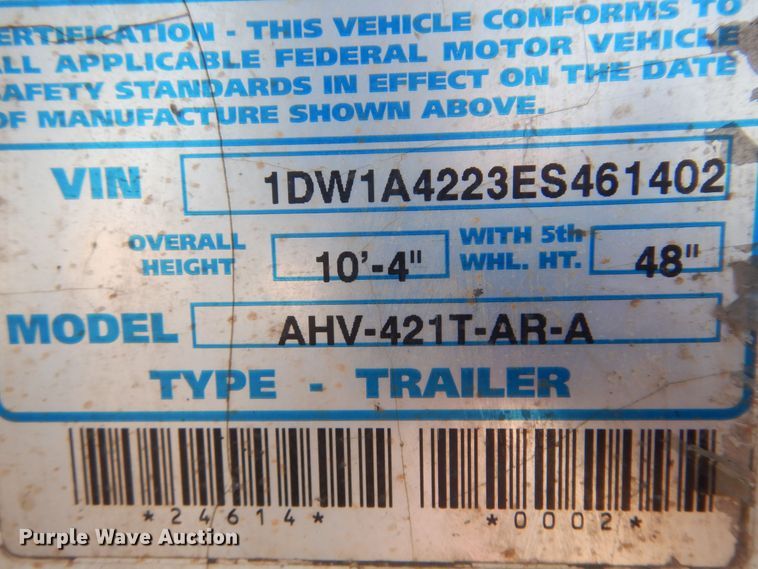 ERTIFICATION - THIS VEHICLE CONFORMS TO
ALL APPLICABLE FEDERAL MOTOR VEHICLE
SAFETY STANDARDS IN EFFECT ON THE DATE
OF MANUFACTURE SHOWN ABOVE.
VIN 1DW1A4223ES461402
OVERALL HEIGHT 10'-4" WITH 5th WHL. HT. 48"
MODEL AHV-421T-AR-A
TYPE - TRAILER
*24614* *0002*
Purple Wave Auction